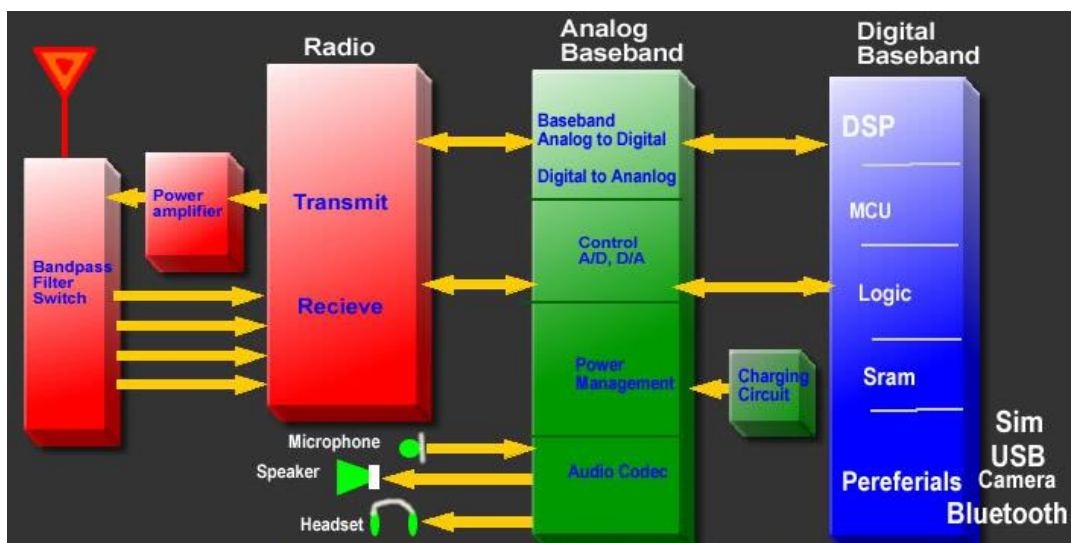 Radio
Analog
Baseband
Digital
Baseband
Baseband
Analog to Digital
Digital to Ananlog
DSP
Power
amplifier
Transmit
MCU
Control
A/D, D/A
Bandpass
Filter
Switch
Recieve
Logic
Power
Management
Charging
Circuit
Sram
Microphone
Speaker
Headset
Audio Codec
Pereferials
Sim
USB
Camera
Bluetooth